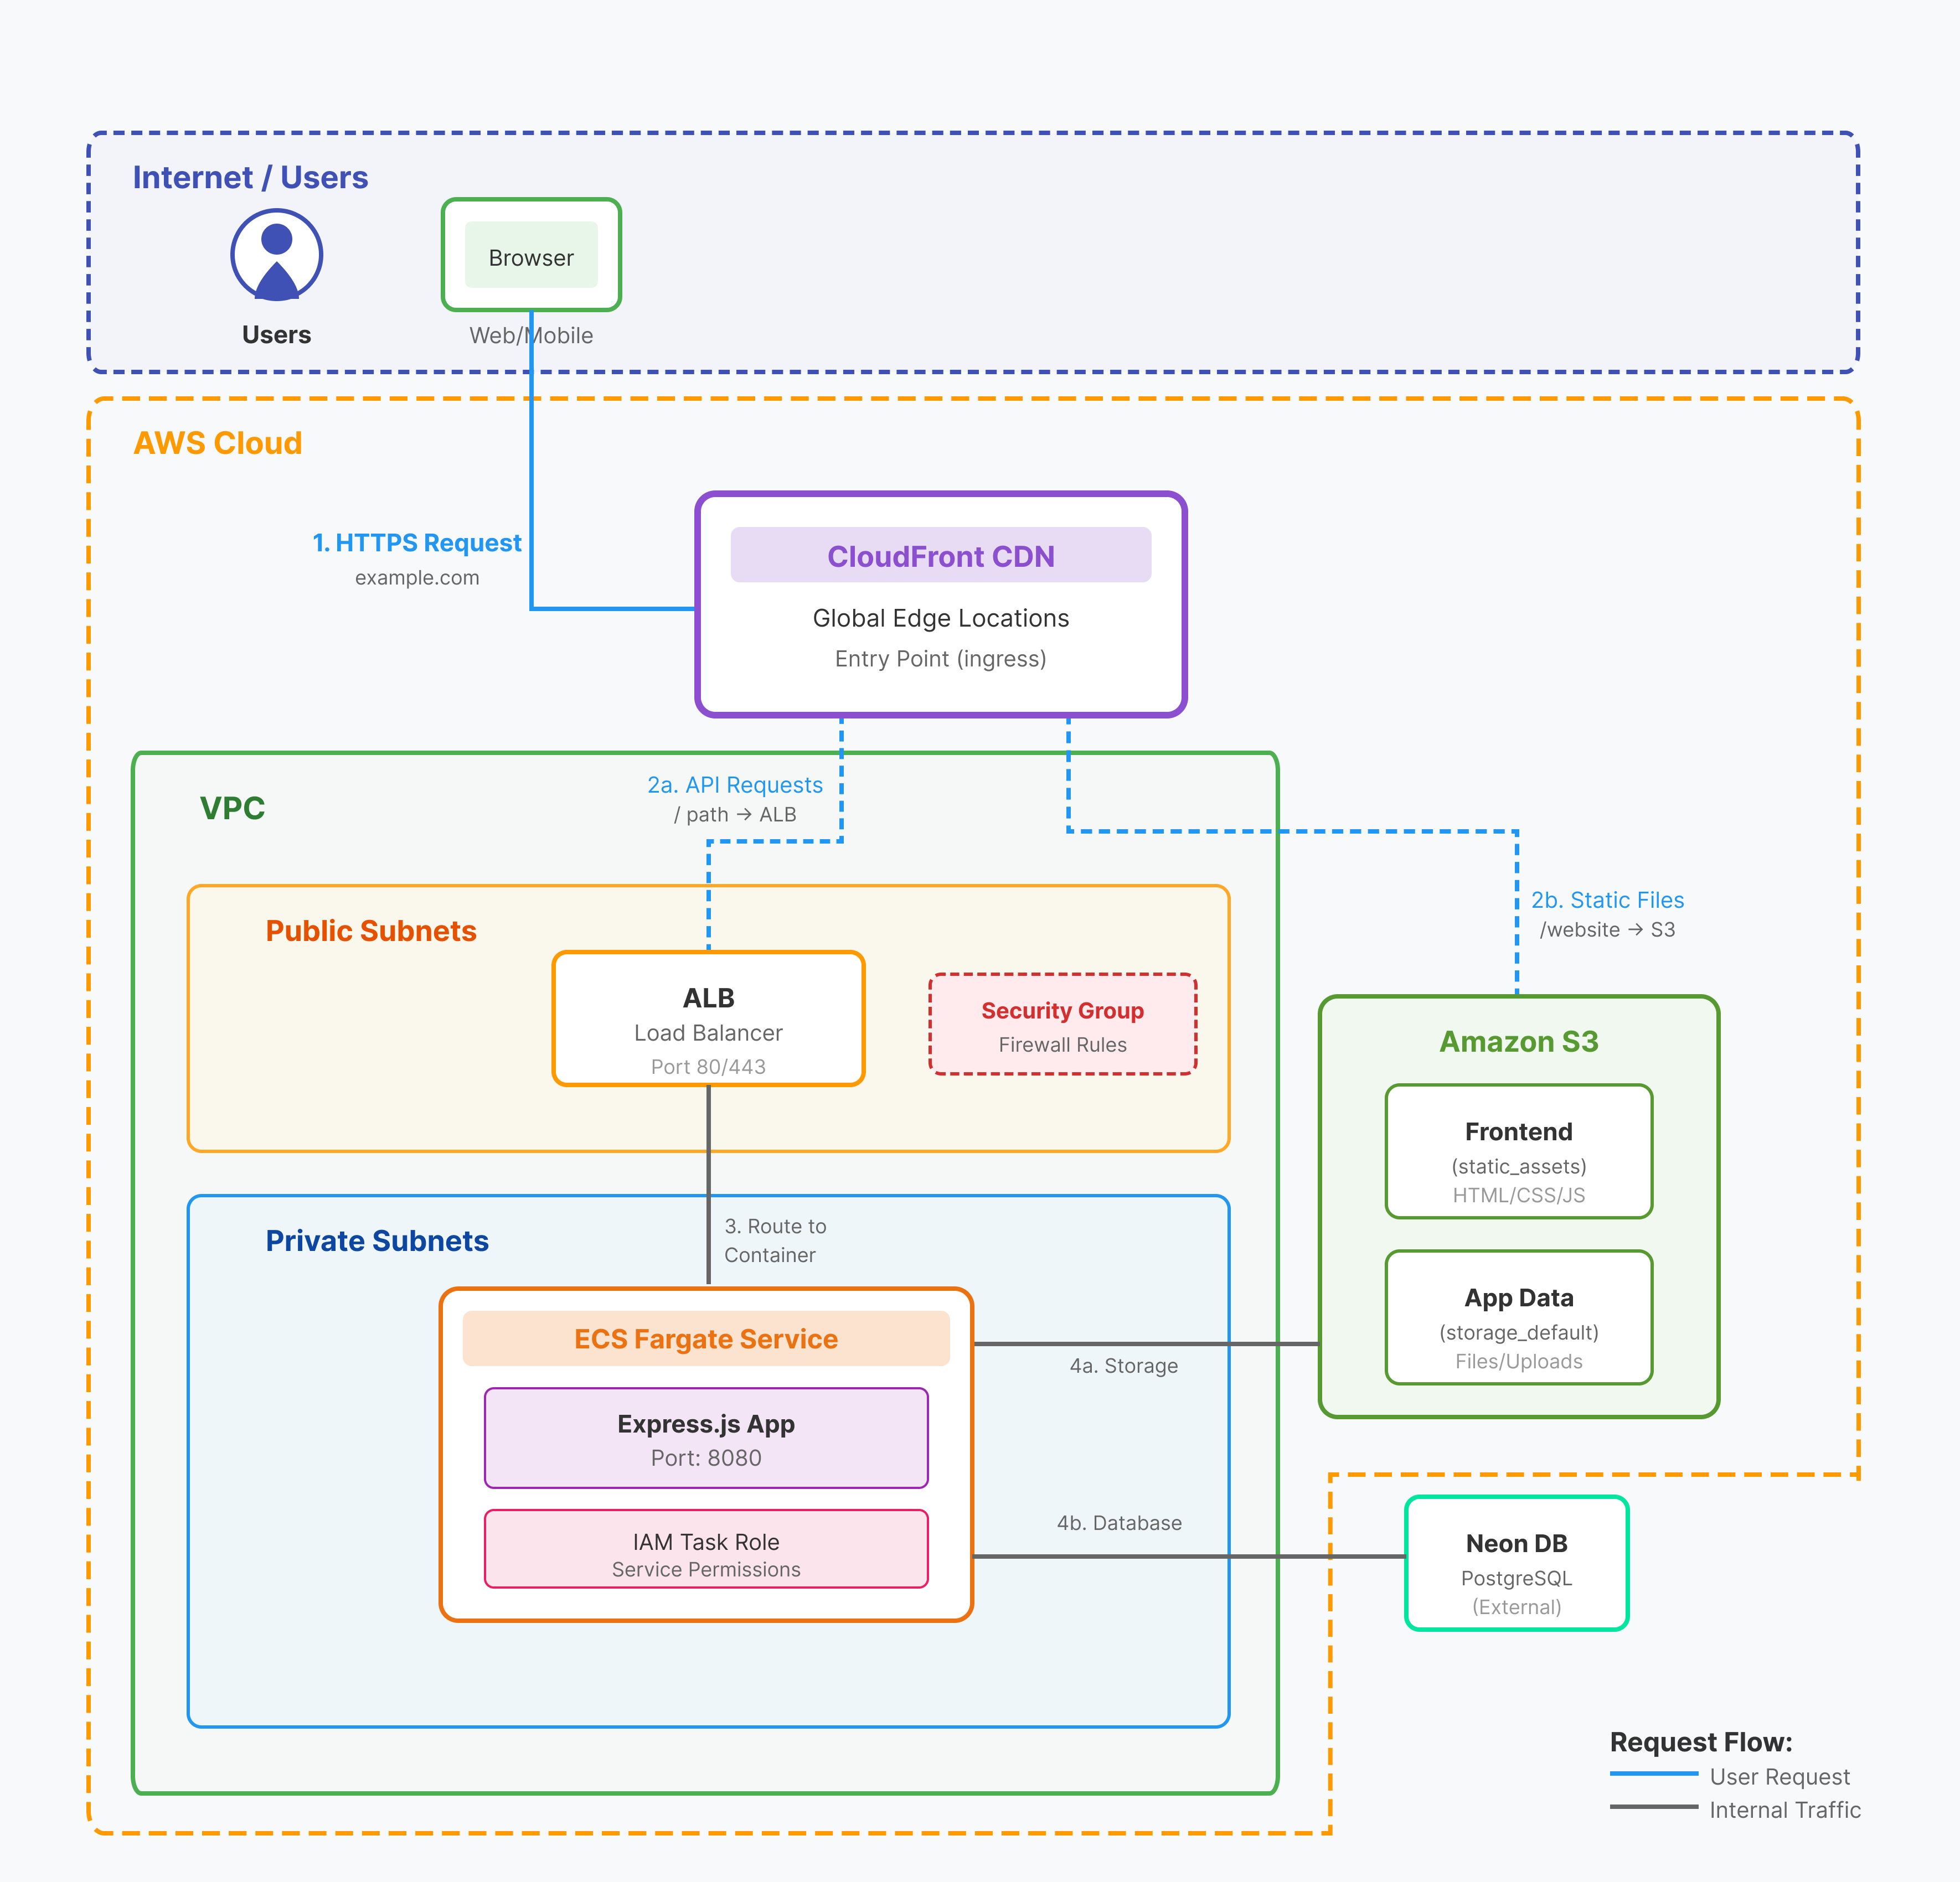 Internet / Users
Browser
Users
Web/Mobile
AWS Cloud
1. HTTPS Request
example.com
CloudFront CDN
Global Edge Locations
Entry Point (ingress)
VPC
2a. API Requests
/ path → ALB
2b. Static Files
/website → S3
Public Subnets
ALB
Load Balancer
Port 80/443
Security Group
Firewall Rules
Amazon S3
Frontend
(static_assets)
HTML/CSS/JS
App Data
(storage_default)
Files/Uploads
Private Subnets
3. Route to
Container
ECS Fargate Service
Express.js App
Port: 8080
IAM Task Role
Service Permissions
4a. Storage
4b. Database
Neon DB
PostgreSQL
(External)
Request Flow:
User Request
Internal Traffic